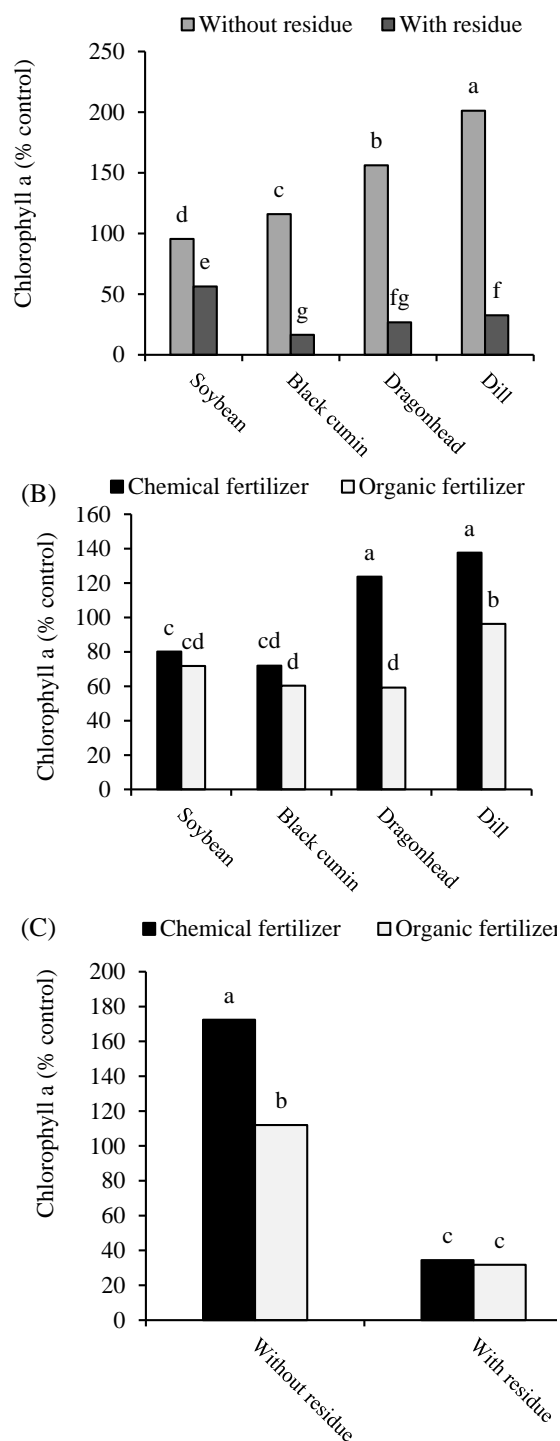 Without residue With residue
Chlorophyll a (% control)
250
200
150
100
50
0
d
e
c
g
b
fg
a
f
Soybean
Black cumin
Dragonhead
Dill
(B)
Chemical fertilizer Organic fertilizer
Chlorophyll a (% control)
160
140
120
100
80
60
40
20
0
c
cd
cd
d
a
d
a
b
Soybean
Black cumin
Dragonhead
Dill
(C)
Chemical fertilizer Organic fertilizer
Chlorophyll a (% control)
200
180
160
140
120
100
80
60
40
20
0
a
b
c
c
Without residue
With residue